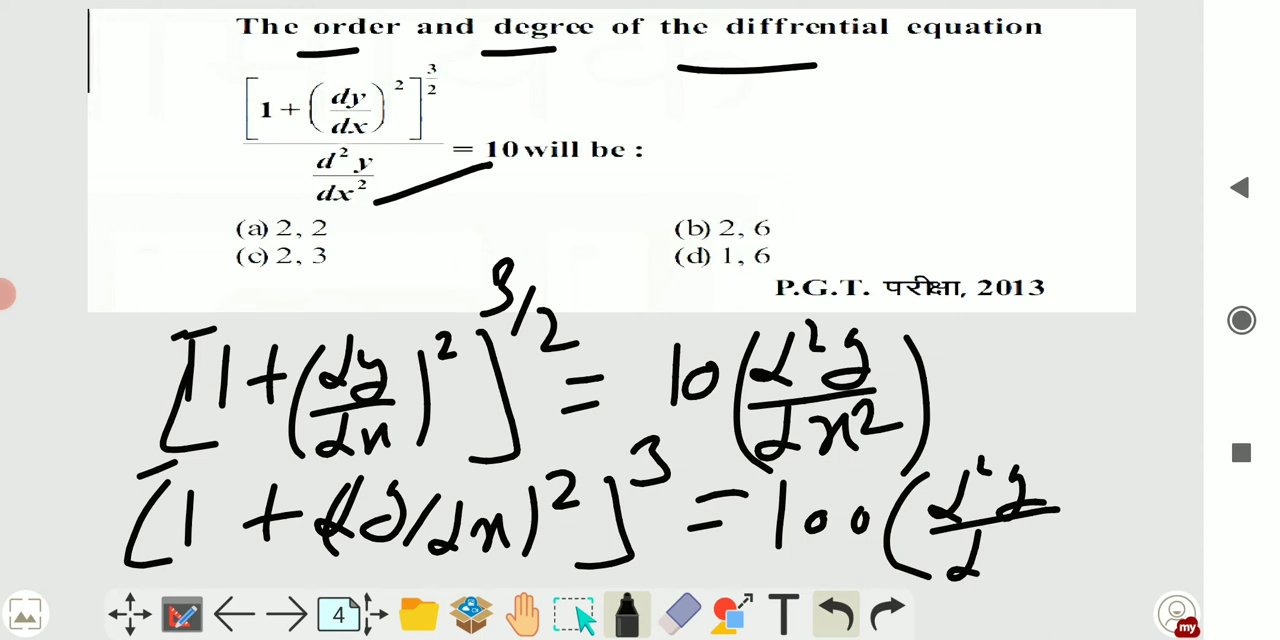 The order and degree of the diffrential equation
[1 + (dy/dx)²]^(3/2) / (d²y/dx²) = 10 will be :
(a) 2, 2 (b) 2, 6
(c) 2, 3 (d) 1, 6
P.G.T. परीक्षा, 2013
[1 + (dy/dx)²]^(3/2) = 10 (d²y/dx²)
[1 + (dy/dx)²]³ = 100 (d²y/d
4
T
my